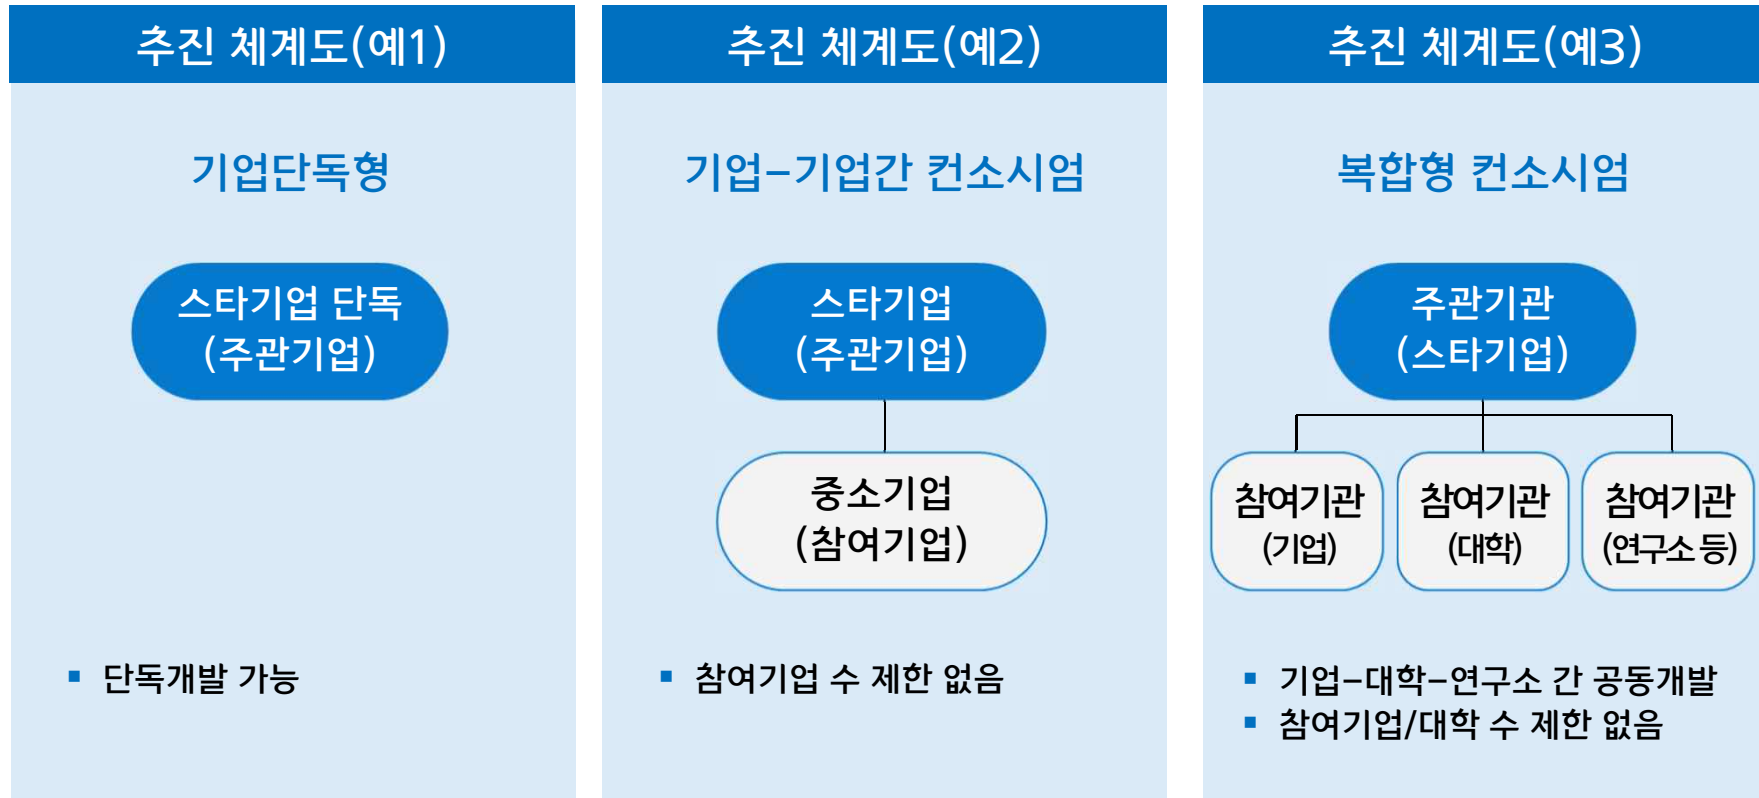 추진 체계도(예1)
기업단독형
스타기업 단독
(주관기업)
▪ 단독개발 가능
추진 체계도(예2)
기업-기업간 컨소시엄
스타기업
(주관기업)
중소기업
(참여기업)
▪ 참여기업 수 제한 없음
추진 체계도(예3)
복합형 컨소시엄
주관기관
(스타기업)
참여기관
(기업)
참여기관
(대학)
참여기관
(연구소 등)
▪ 기업-대학-연구소 간 공동개발
▪ 참여기업/대학 수 제한 없음